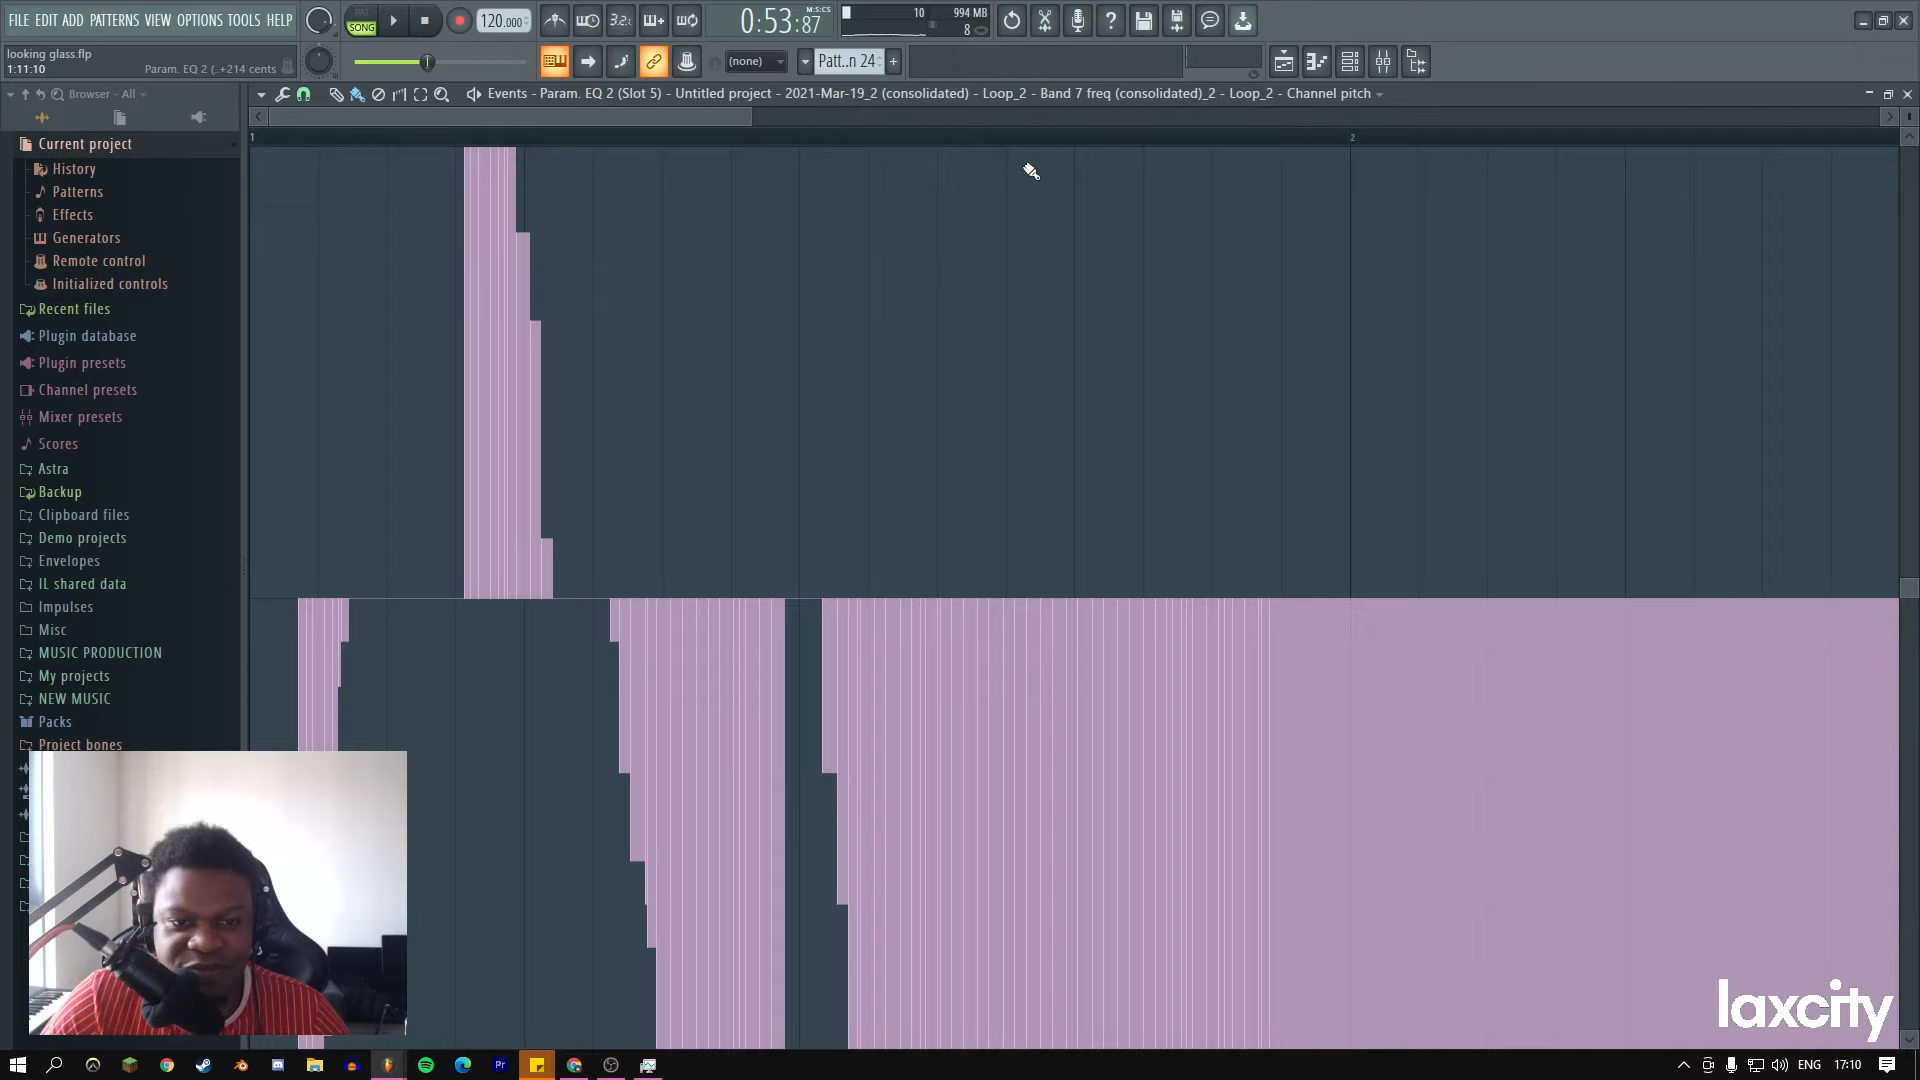 FILE EDIT ADD PATTERNS VIEW OPTIONS TOOLS HELP
PAT
SONG
120.000
3.2.
0:53:87
M:S:CS
10
994 MB
8
looking glass.flp
1:11:10
Param. EQ 2 (..+214 cents
(none)
Patt..n 24
Browser - All
Events - Param. EQ 2 (Slot 5) - Untitled project - 2021-Mar-19_2 (consolidated) - Loop_2 - Band 7 freq (consolidated)_2 - Loop_2 - Channel pitch
1
2
Current project
History
Patterns
Effects
Generators
Remote control
Initialized controls
Recent files
Plugin database
Plugin presets
Channel presets
Mixer presets
Scores
Astra
Backup
Clipboard files
Demo projects
Envelopes
IL shared data
Impulses
Misc
MUSIC PRODUCTION
My projects
NEW MUSIC
Packs
Project bones
laxcity
Pr
ENG
17:10